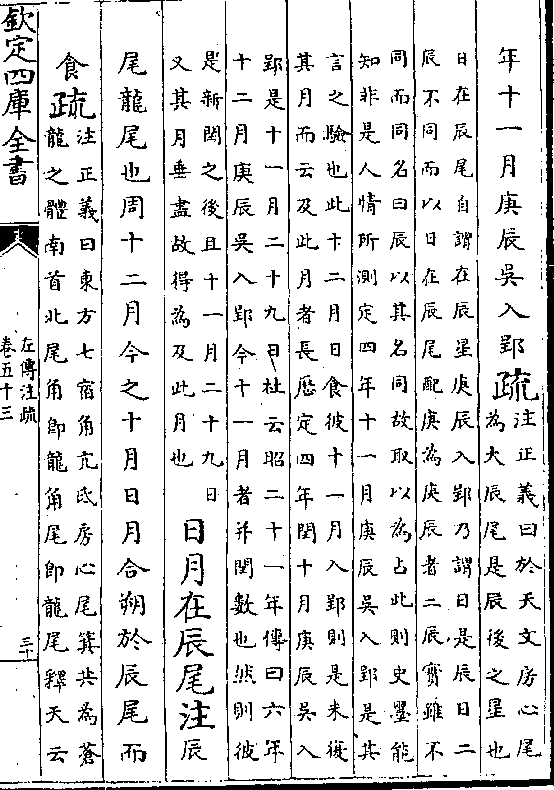 年十一月庚辰吳入郢疏注正義曰於天文房心尾
為大辰尾是辰後之星也
日在辰尾自謂在辰星庚辰入郢乃謂日是辰日二
辰不同而以日在辰尾配庚為庚辰者二辰實雖不
同而同名曰辰以其名同故取以為占此則史墨能
知非是人情所測定四年十一月庚辰吳入郢是其
言之驗也此十二月日食彼十一月入郢則是未復
其月而云及此月者長歷定四年閏十月庚辰吳入
郢是十一月二十九日杜云昭三十一年傳曰六年
十二月庚辰吳入郢今十一月者并閏數也然則彼
是新閏之後且十一月二十九日
又其月垂盡故得為及此月也
日月在辰尾注辰
尾龍尾也周十二月今之十月日月合朔於辰尾而
食疏注正義曰東方七宿角亢氐房心尾箕共為蒼
龍之體南首北尾角即龍角尾即龍尾釋天云
欽定四庫全書
左傳注疏
卷五十三
三十